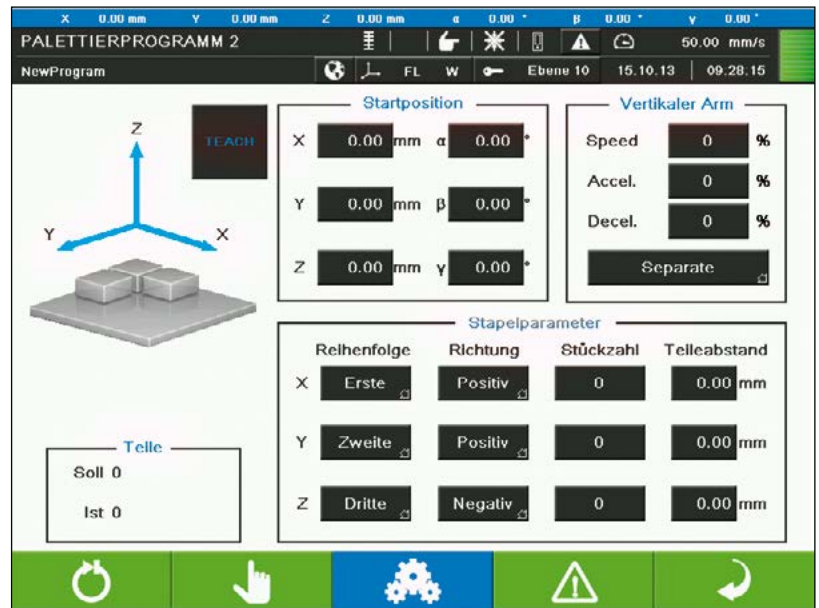 X 0.00 mm Y 0.00 mm Z 0.00 mm α 0.00 ° β 0.00 ° γ 0.00 °
PALETTIERPROGRAMM 2 50.00 mm/s
NewProgram FL W Ebene 10 15.10.13 09.28.15
Startposition Vertikaler Arm
Z
TEACH
X 0.00 mm α 0.00 ° Speed 0 %
Accel. 0 %
Y 0.00 mm β 0.00 °
Decel. 0 %
Y X
Z 0.00 mm γ 0.00 ° Separate
Stapelparameter
Reihenfolge Richtung Stückzahl Teileabstand
X Erste Positiv 0 0.00 mm
Y Zweite Positiv 0 0.00 mm
Z Dritte Negativ 0 0.00 mm
Teile
Soll 0
Ist 0